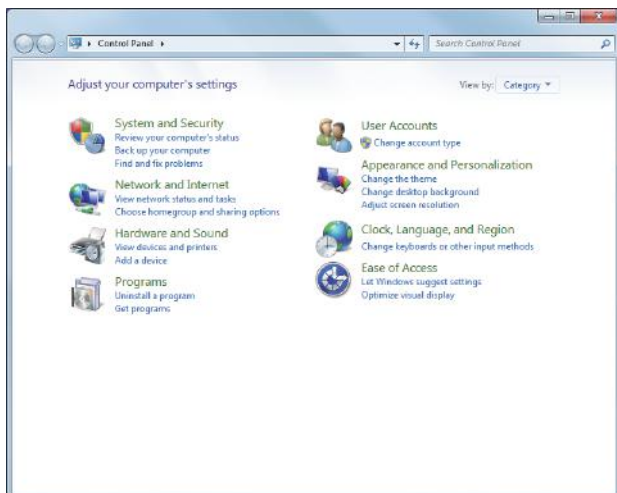 Control Panel
Search Control Panel
Adjust your computer's settings
View by: Category
System and Security
Review your computer's status
Back up your computer
Find and fix problems
Network and Internet
View network status and tasks
Choose homegroup and sharing options
Hardware and Sound
View devices and printers
Add a device
Programs
Uninstall a program
Get programs
User Accounts
Change account type
Appearance and Personalization
Change the theme
Change desktop background
Adjust screen resolution
Clock, Language, and Region
Change keyboards or other input methods
Ease of Access
Let Windows suggest settings
Optimize visual display